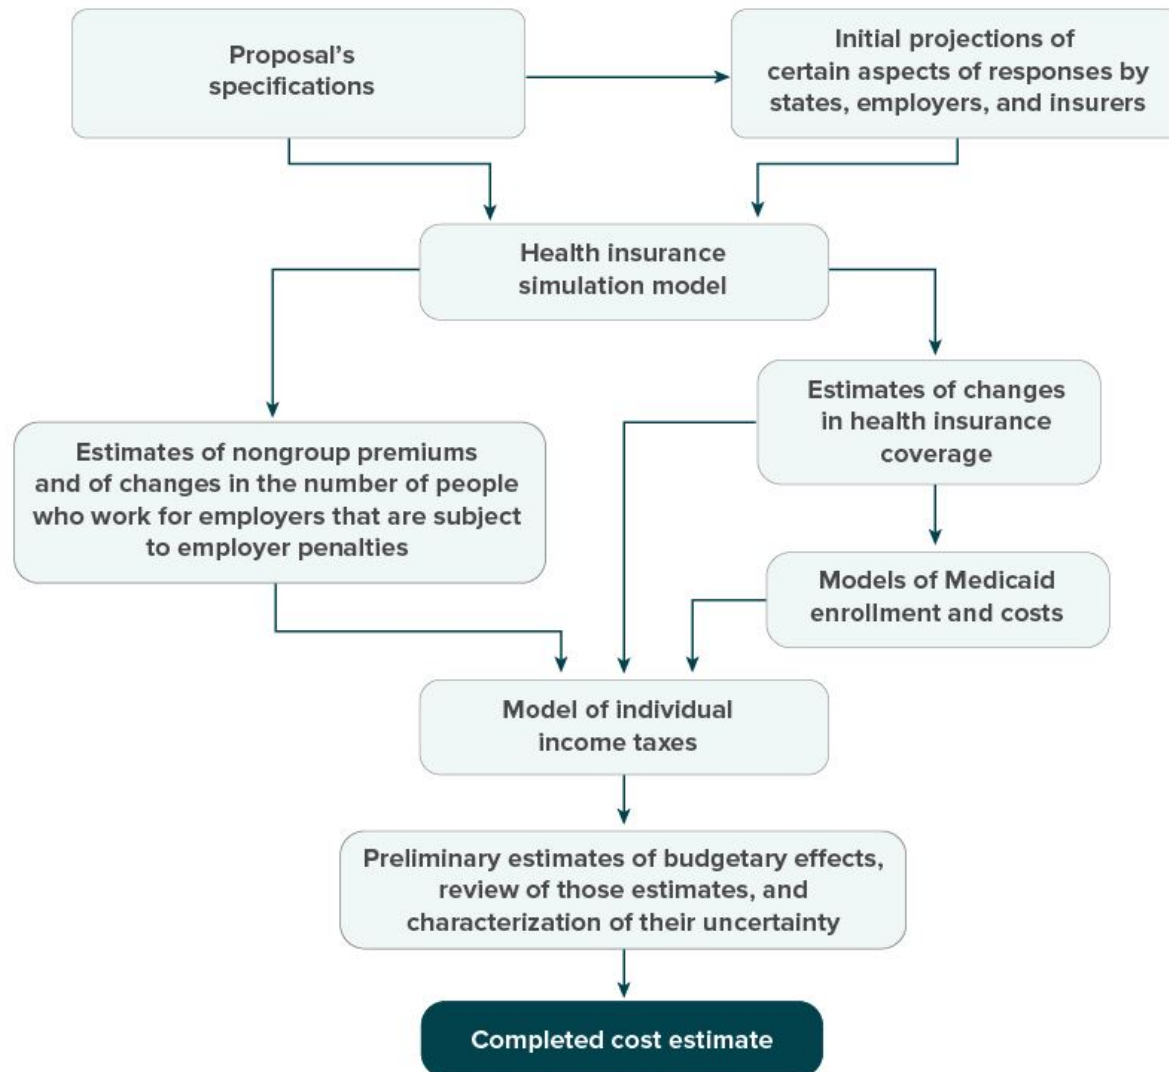 Proposal’s
specifications
Initial projections of
certain aspects of responses by
states, employers, and insurers
Health insurance
simulation model
Estimates of changes
in health insurance
coverage
Estimates of nongroup premiums
and of changes in the number of people
who work for employers that are subject
to employer penalties
Models of Medicaid
enrollment and costs
Model of individual
income taxes
Preliminary estimates of budgetary effects,
review of those estimates, and
characterization of their uncertainty
Completed cost estimate